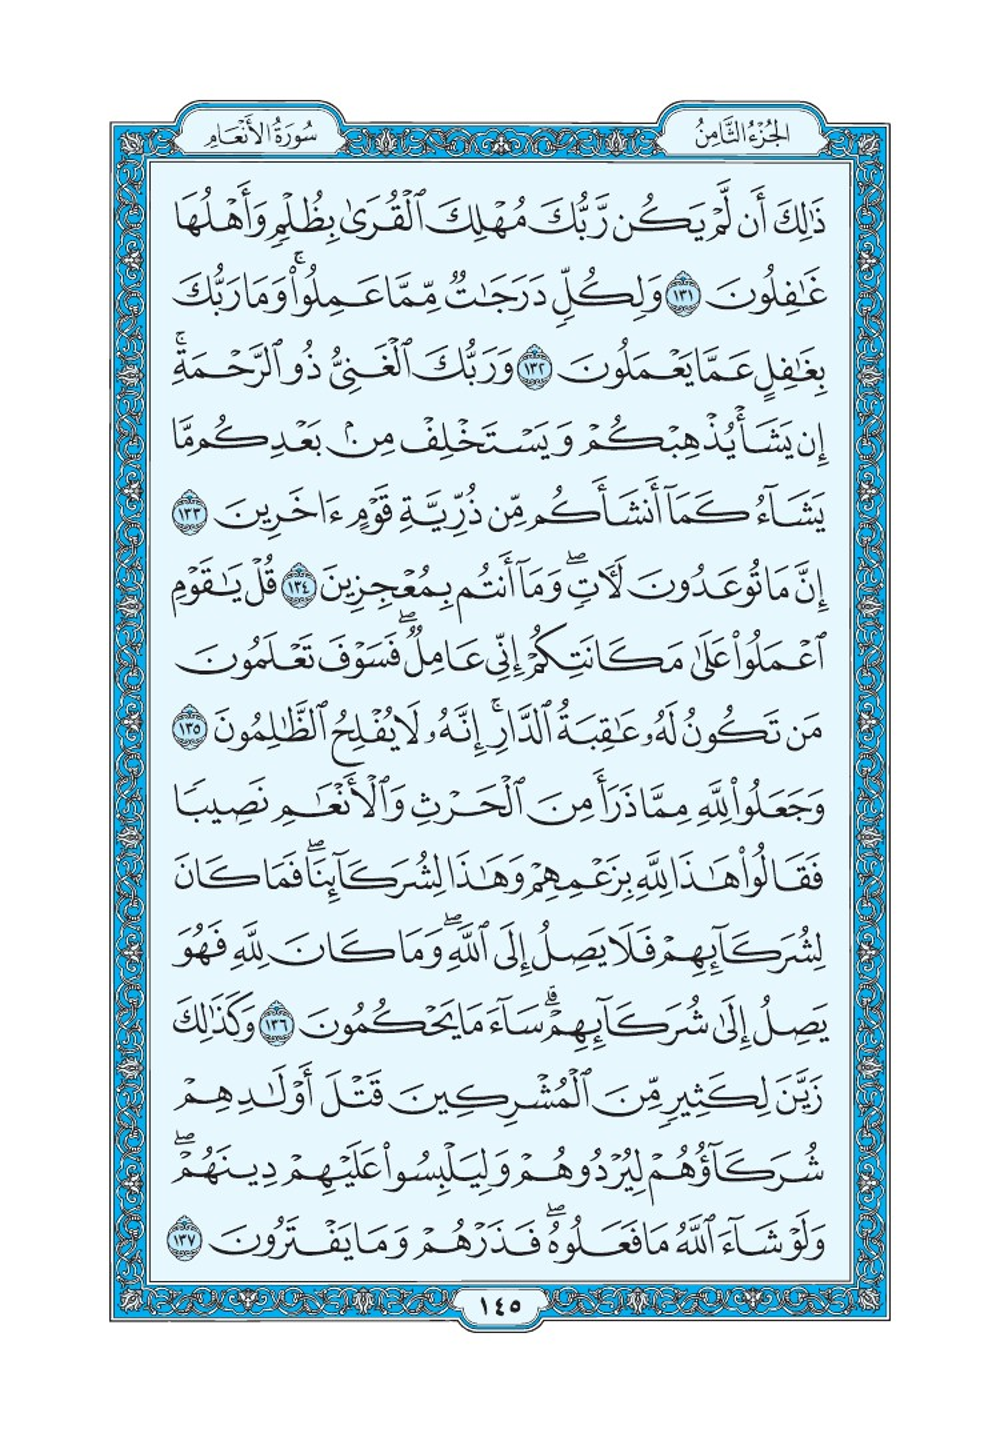 الجُزْءُ الثَّامِنُ
سُورَةُ الأَنْعَامِ
ذَٰلِكَ أَن لَّمْ يَكُن رَّبُّكَ مُهْلِكَ ٱلْقُرَىٰ بِظُلْمٍ وَأَهْلُهَا
غَٰفِلُونَ ١٣١ وَلِكُلٍّ دَرَجَٰتٌ مِّمَّا عَمِلُوا۟ ۚ وَمَا رَبُّكَ
بِغَٰفِلٍ عَمَّا يَعْمَلُونَ ١٣٢ وَرَبُّكَ ٱلْغَنِىُّ ذُو ٱلرَّحْمَةِ ۚ
إِن يَشَأْ يُذْهِبْكُمْ وَيَسْتَخْلِفْ مِنۢ بَعْدِكُم مَّا
يَشَآءُ كَمَآ أَنشَأَكُم مِّن ذُرِّيَّةِ قَوْمٍ ءَاخَرِينَ ١٣٣
إِنَّ مَا تُوعَدُونَ لَءَاتٍ ۖ وَمَآ أَنتُم بِمُعْجِزِينَ ١٣٤ قُلْ يَٰقَوْمِ
ٱعْمَلُوا۟ عَلَىٰ مَكَانَتِكُمْ إِنِّى عَامِلٌ ۖ فَسَوْفَ تَعْلَمُونَ
مَن تَكُونُ لَهُۥ عَٰقِبَةُ ٱلدَّارِ ۚ إِنَّهُۥ لَا يُفْلِحُ ٱلظَّٰلِمُونَ ١٣٥
وَجَعَلُوا۟ لِلَّهِ مِمَّا ذَرَأَ مِنَ ٱلْحَرْثِ وَٱلْأَنْعَٰمِ نَصِيبًا
فَقَالُوا۟ هَٰذَا لِلَّهِ بِزَعْمِهِمْ وَهَٰذَا لِشُرَكَآئِنَا ۖ فَمَا كَانَ
لِشُرَكَآئِهِمْ فَلَا يَصِلُ إِلَى ٱللَّهِ ۖ وَمَا كَانَ لِلَّهِ فَهُوَ
يَصِلُ إِلَىٰ شُرَكَآئِهِمْ ۗ سَآءَ مَا يَحْكُمُونَ ١٣٦ وَكَذَٰلِكَ
زَيَّنَ لِكَثِيرٍ مِّنَ ٱلْمُشْرِكِينَ قَتْلَ أَوْلَٰدِهِمْ
شُرَكَآؤُهُمْ لِيُرْدُوهُمْ وَلِيَلْبِسُوا۟ عَلَيْهِمْ دِينَهُمْ ۖ
وَلَوْ شَآءَ ٱللَّهُ مَا فَعَلُوهُ ۖ فَذَرْهُمْ وَمَا يَفْتَرُونَ ١٣٧
١٤٥